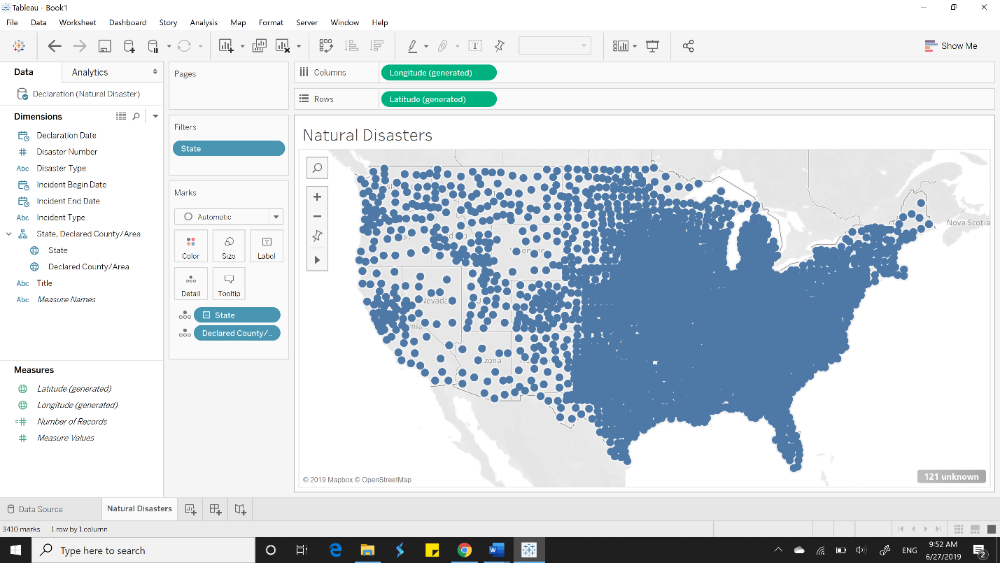 Tableau - Book1
File Data Worksheet Dashboard Story Analysis Map Format Server Window Help
Show Me
Data
Analytics
Declaration (Natural Disaster)
Dimensions
Declaration Date
# Disaster Number
Abc Disaster Type
Incident Begin Date
Incident End Date
Abc Incident Type
State, Declared County/Area
State
Declared County/Area
Abc Title
Abc Measure Names
Measures
Latitude (generated)
Longitude (generated)
=# Number of Records
# Measure Values
Pages
Filters
State
Marks
Automatic
Color Size Label
Detail Tooltip
State
Declared County/..
Columns Longitude (generated)
Rows Latitude (generated)
Natural Disasters
Nevada
Nova Scotia
© 2019 Mapbox © OpenStreetMap
121 unknown
Data Source
Natural Disasters
3410 marks 1 row by 1 column
Type here to search
ENG
9:52 AM
6/27/2019
2